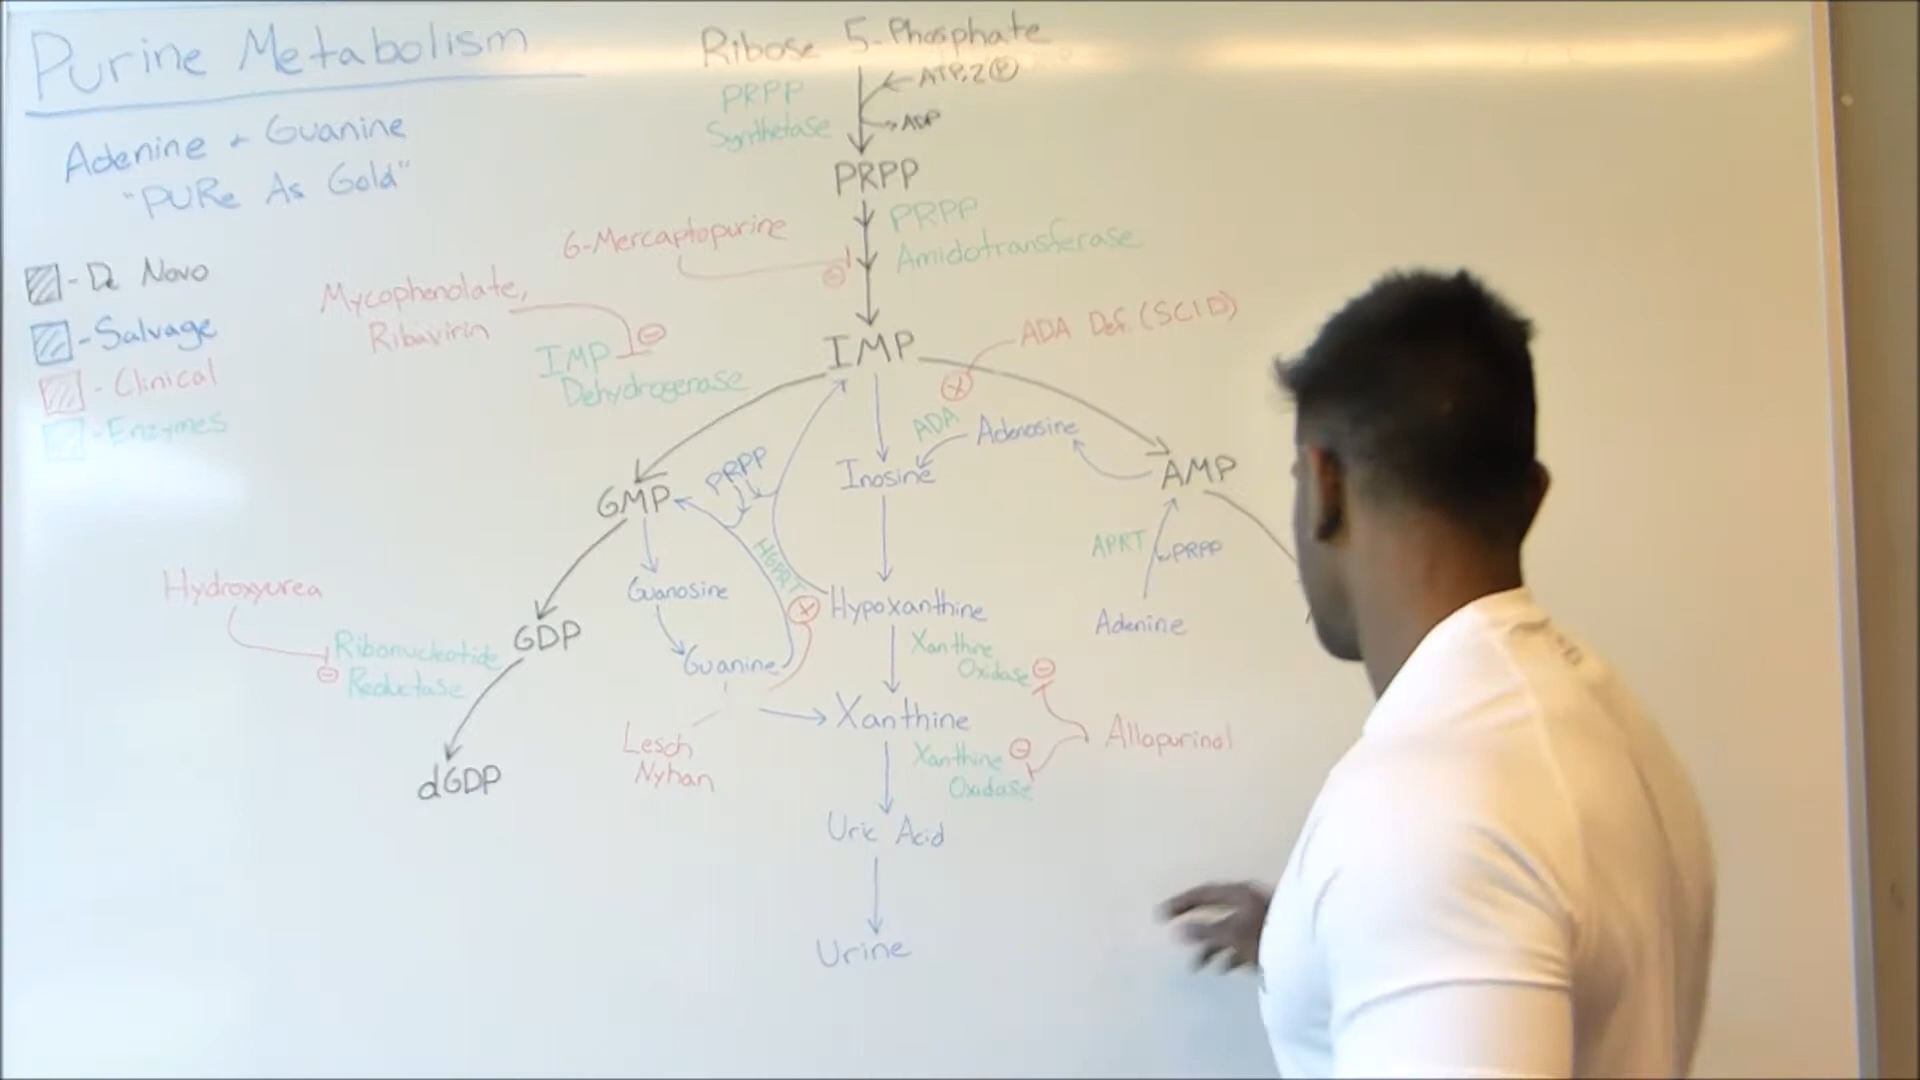 Purine Metabolism
Adenine + Guanine
"PURe As Gold"
- De Novo
- Salvage
- Clinical
- Enzymes
Ribose 5-Phosphate
ATP, 2 P
PRPP
Synthetase
ADP
PRPP
6-Mercaptopurine
PRPP
Amidotransferase
Mycophenolate,
Ribavirin
IMP
Dehydrogenase
IMP
ADA Def. (SCID)
ADA
Adenosine
Inosine
AMP
GMP
PRPP
HGPRT
APRT
PRPP
Adenine
Guanosine
Hypoxanthine
Hydroxyurea
Ribonucleotide
Reductase
GDP
Guanine
Xanthine
Oxidase
Lesch
Nyhan
Xanthine
Xanthine
Oxidase
Allopurinol
dGDP
Uric Acid
Urine